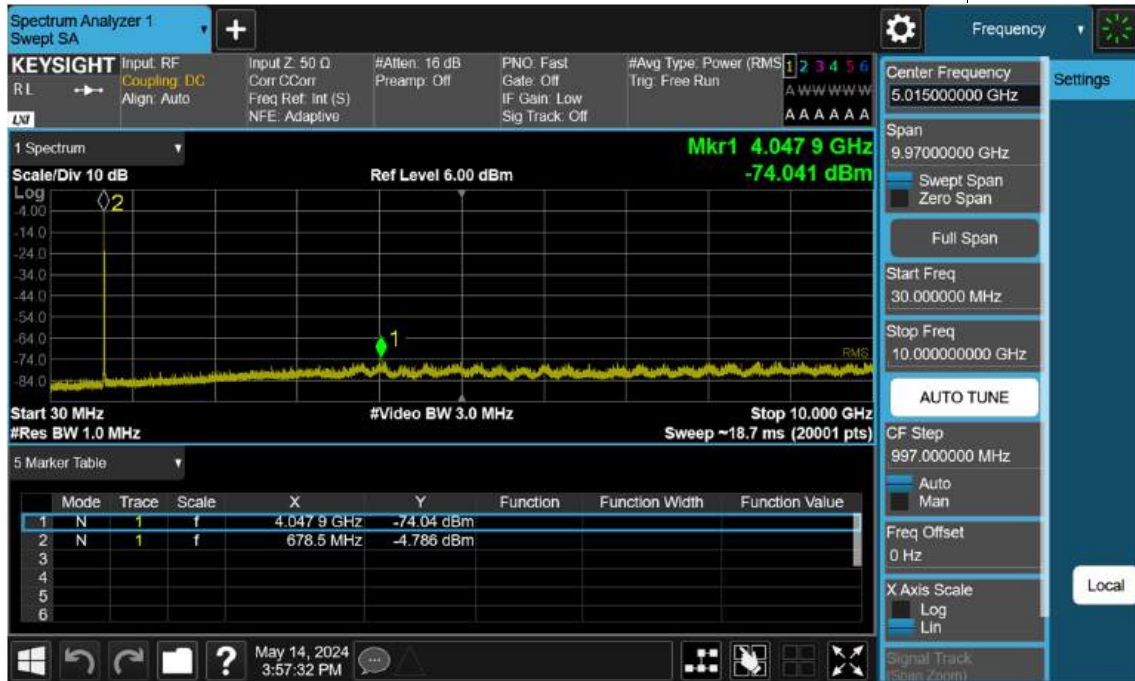 Spectrum Analyzer 1
Swept SA
Frequency
KEYSIGHT
RL
LXI
Input: RF
Coupling: DC
Align: Auto
Input Z: 50 Ω
Corr CCorr
Freq Ref: Int (S)
NFE: Adaptive
#Atten: 16 dB
Preamp: Off
PNO: Fast
Gate: Off
IF Gain: Low
Sig Track: Off
#Avg Type: Power (RMS
Trig: Free Run
1 2 3 4 5 6
A W W W W W
A A A A A A
1 Spectrum
Scale/Div 10 dB
Ref Level 6.00 dBm
Mkr1 4.047 9 GHz
-74.041 dBm
Log
-4.00
-14.0
-24.0
-34.0
-44.0
-54.0
-64.0
-74.0
-84.0
2
1
RMS
Start 30 MHz
#Video BW 3.0 MHz
Stop 10.000 GHz
#Res BW 1.0 MHz
Sweep ~18.7 ms (20001 pts)
5 Marker Table
Mode Trace Scale X Y Function Function Width Function Value
1 N 1 f 4.047 9 GHz -74.04 dBm
2 N 1 f 678.5 MHz -4.786 dBm
3
4
5
6
May 14, 2024
3:57:32 PM
Center Frequency
5.015000000 GHz
Settings
Span
9.97000000 GHz
Swept Span
Zero Span
Full Span
Start Freq
30.000000 MHz
Stop Freq
10.000000000 GHz
AUTO TUNE
CF Step
997.000000 MHz
Auto
Man
Freq Offset
0 Hz
X Axis Scale
Log
Lin
Local
Signal Track
(Span Zoom)